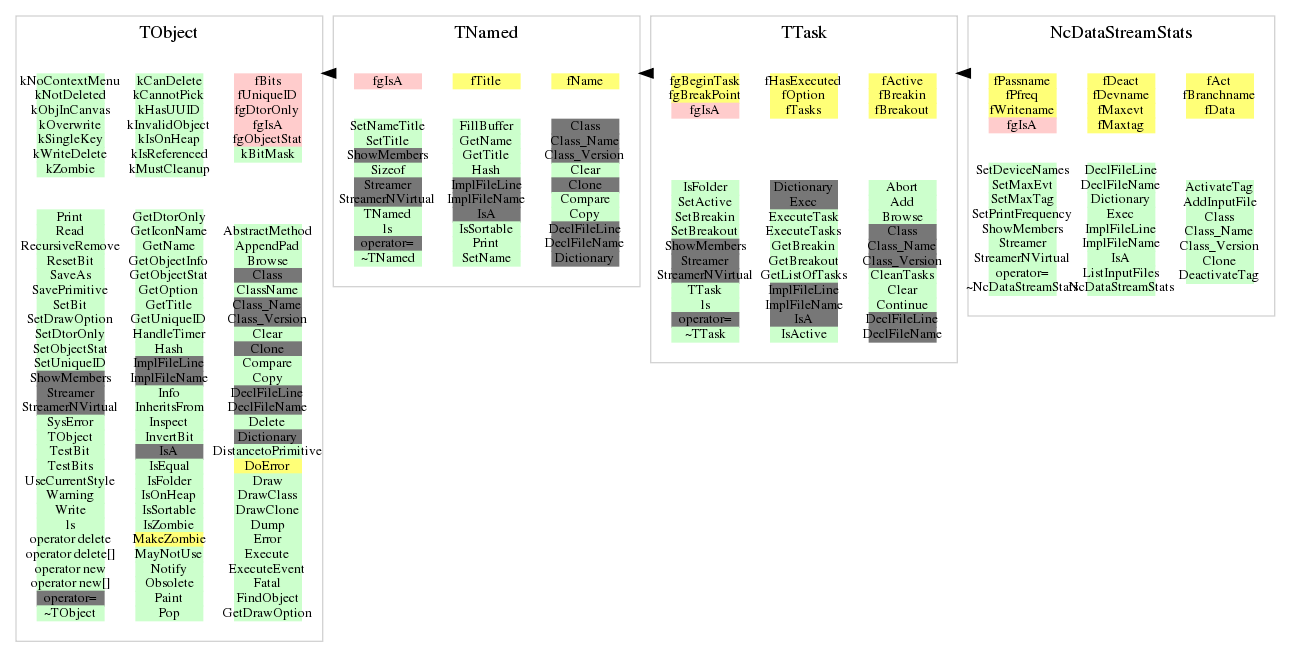 TObject
kNoContextMenu
kNotDeleted
kObjInCanvas
kOverwrite
kSingleKey
kWriteDelete
kZombie
kCanDelete
kCannotPick
kHasUUID
kInvalidObject
kIsOnHeap
kIsReferenced
kMustCleanup
fBits
fUniqueID
fgDtorOnly
fgIsA
fgObjectStat
kBitMask
Print
Read
RecursiveRemove
ResetBit
SaveAs
SavePrimitive
SetBit
SetDrawOption
SetDtorOnly
SetObjectStat
SetUniqueID
ShowMembers
Streamer
StreamerNVirtual
SysError
TObject
TestBit
TestBits
UseCurrentStyle
Warning
Write
ls
operator delete
operator delete[]
operator new
operator new[]
operator=
~TObject
GetDtorOnly
GetIconName
GetName
GetObjectInfo
GetObjectStat
GetOption
GetTitle
GetUniqueID
HandleTimer
Hash
ImplFileLine
ImplFileName
Info
InheritsFrom
Inspect
InvertBit
IsA
IsEqual
IsFolder
IsOnHeap
IsSortable
IsZombie
MakeZombie
MayNotUse
Notify
Obsolete
Paint
Pop
AbstractMethod
AppendPad
Browse
Class
ClassName
Class_Name
Class_Version
Clear
Clone
Compare
Copy
DeclFileLine
DeclFileName
Delete
Dictionary
DistancetoPrimitive
DoError
Draw
DrawClass
DrawClone
Dump
Error
Execute
ExecuteEvent
Fatal
FindObject
GetDrawOption
TNamed
fgIsA
fTitle
fName
SetNameTitle
SetTitle
ShowMembers
Sizeof
Streamer
StreamerNVirtual
TNamed
ls
operator=
~TNamed
FillBuffer
GetName
GetTitle
Hash
ImplFileLine
ImplFileName
IsA
IsSortable
Print
SetName
Class
Class_Name
Class_Version
Clear
Clone
Compare
Copy
DeclFileLine
DeclFileName
Dictionary
TTask
fgBeginTask
fgBreakPoint
fgIsA
fHasExecuted
fOption
fTasks
fActive
fBreakin
fBreakout
IsFolder
SetActive
SetBreakin
SetBreakout
ShowMembers
Streamer
StreamerNVirtual
TTask
ls
operator=
~TTask
Dictionary
Exec
ExecuteTask
ExecuteTasks
GetBreakin
GetBreakout
GetListOfTasks
ImplFileLine
ImplFileName
IsA
IsActive
Abort
Add
Browse
Class
Class_Name
Class_Version
CleanTasks
Clear
Continue
DeclFileLine
DeclFileName
NcDataStreamStats
fPassname
fPfreq
fWritename
fgIsA
fDeact
fDevname
fMaxevt
fMaxtag
fAct
fBranchname
fData
SetDeviceNames
SetMaxEvt
SetMaxTag
SetPrintFrequency
ShowMembers
Streamer
StreamerNVirtual
operator=
~NcDataStreamStats
DeclFileLine
DeclFileName
Dictionary
Exec
ImplFileLine
ImplFileName
IsA
ListInputFiles
NcDataStreamStats
ActivateTag
AddInputFile
Class
Class_Name
Class_Version
Clone
DeactivateTag